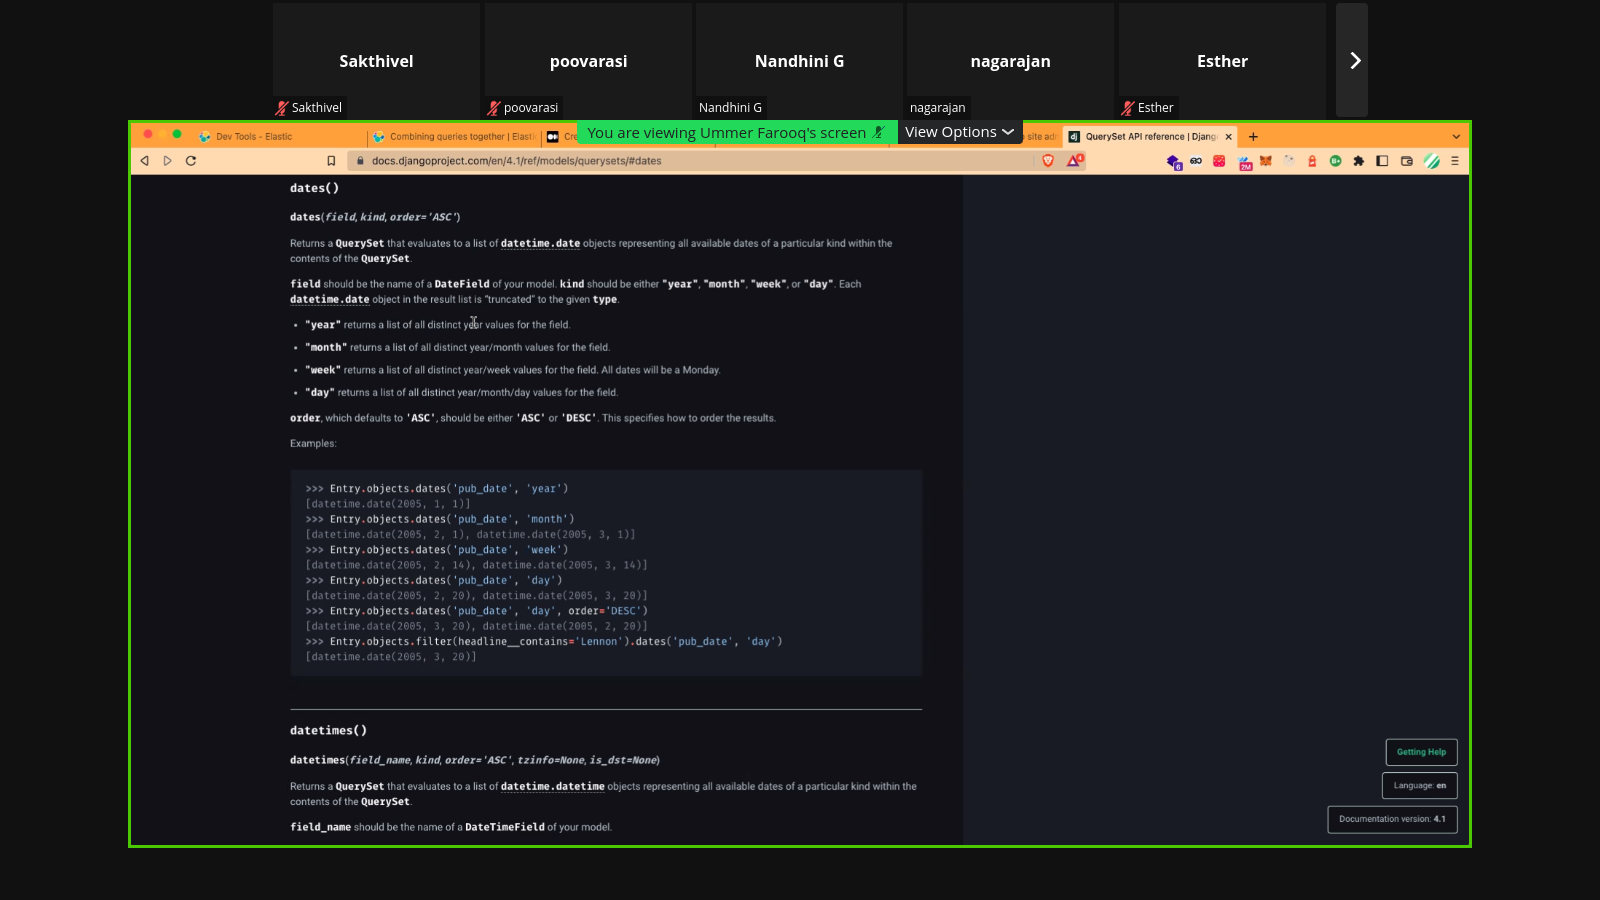 Sakthivel
poovarasi
Nandhini G
nagarajan
Esther
Sakthivel
poovarasi
Nandhini G
nagarajan
Esther
Dev Tools - Elastic
Combining queries together | Elasti
Cre
You are viewing Ummer Farooq's screen
View Options
site ad
QuerySet API reference | Djang
docs.djangoproject.com/en/4.1/ref/models/querysets/#dates
dates()
dates(field, kind, order='ASC')
Returns a QuerySet that evaluates to a list of datetime.date objects representing all available dates of a particular kind within the
contents of the QuerySet.
field should be the name of a DateField of your model. kind should be either "year", "month", "week", or "day". Each
datetime.date object in the result list is “truncated” to the given type.
• "year" returns a list of all distinct year values for the field.
• "month" returns a list of all distinct year/month values for the field.
• "week" returns a list of all distinct year/week values for the field. All dates will be a Monday.
• "day" returns a list of all distinct year/month/day values for the field.
order, which defaults to 'ASC', should be either 'ASC' or 'DESC'. This specifies how to order the results.
Examples:
>>> Entry.objects.dates('pub_date', 'year')
[datetime.date(2005, 1, 1)]
>>> Entry.objects.dates('pub_date', 'month')
[datetime.date(2005, 2, 1), datetime.date(2005, 3, 1)]
>>> Entry.objects.dates('pub_date', 'week')
[datetime.date(2005, 2, 14), datetime.date(2005, 3, 14)]
>>> Entry.objects.dates('pub_date', 'day')
[datetime.date(2005, 2, 20), datetime.date(2005, 3, 20)]
>>> Entry.objects.dates('pub_date', 'day', order='DESC')
[datetime.date(2005, 3, 20), datetime.date(2005, 2, 20)]
>>> Entry.objects.filter(headline__contains='Lennon').dates('pub_date', 'day')
[datetime.date(2005, 3, 20)]
datetimes()
datetimes(field_name, kind, order='ASC', tzinfo=None, is_dst=None)
Returns a QuerySet that evaluates to a list of datetime.datetime objects representing all available dates of a particular kind within the
contents of the QuerySet.
field_name should be the name of a DateTimeField of your model.
Getting Help
Language: en
Documentation version: 4.1